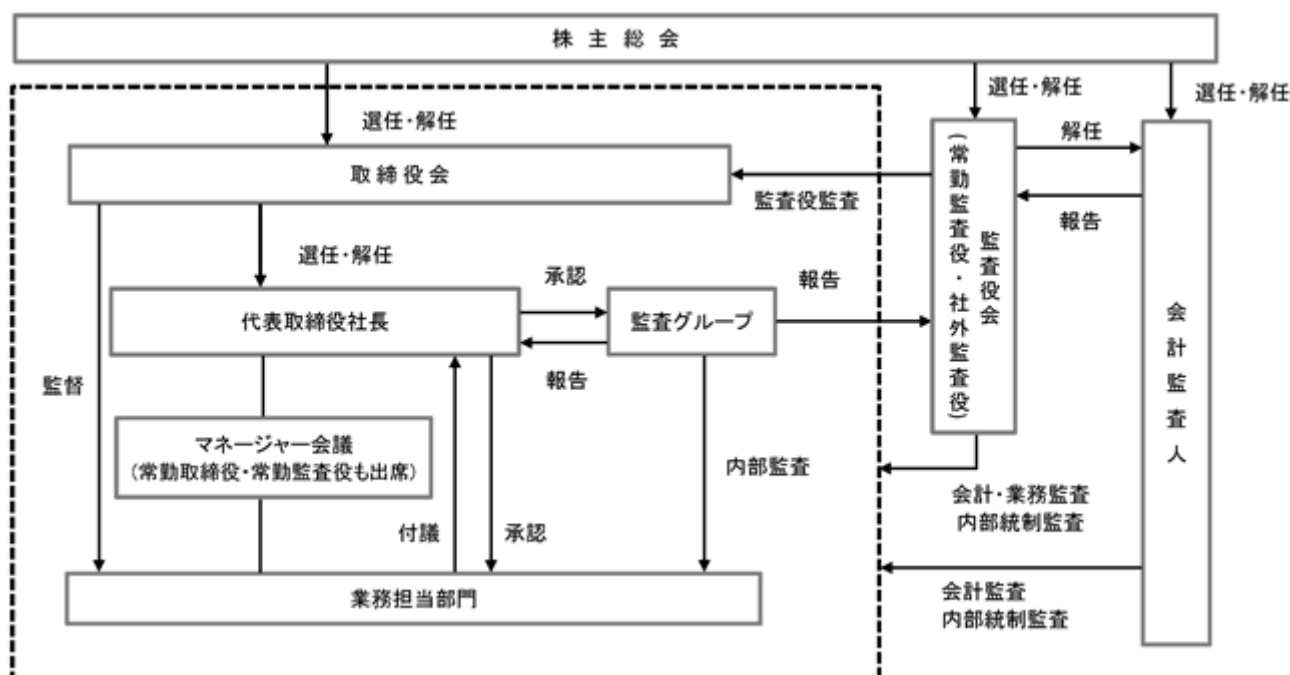 株主総会
選任・解任
選任・解任
選任・解任
取締役会
監査役監査
解任
報告
監査役会
(常勤監査役・社外監査役)
会計監査人
選任・解任
代表取締役社長
承認
報告
監査グループ
報告
監督
マネージャー会議
(常勤取締役・常勤監査役も出席)
内部監査
付議
承認
会計・業務監査
内部統制監査
会計監査
内部統制監査
業務担当部門